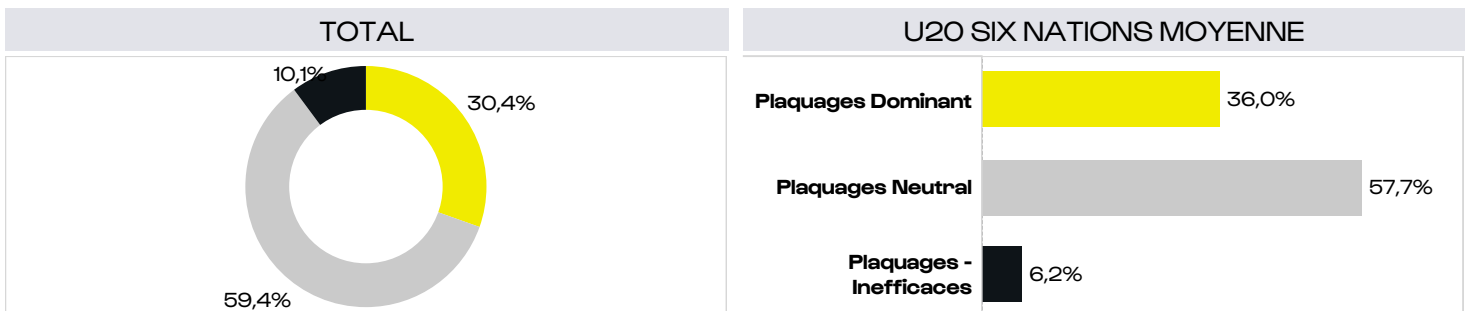 TOTAL
10,1%
30,4%
59,4%
U20 SIX NATIONS MOYENNE
Plaquages Dominant
36,0%
Plaquages Neutral
57,7%
Plaquages -
Inefficaces
6,2%